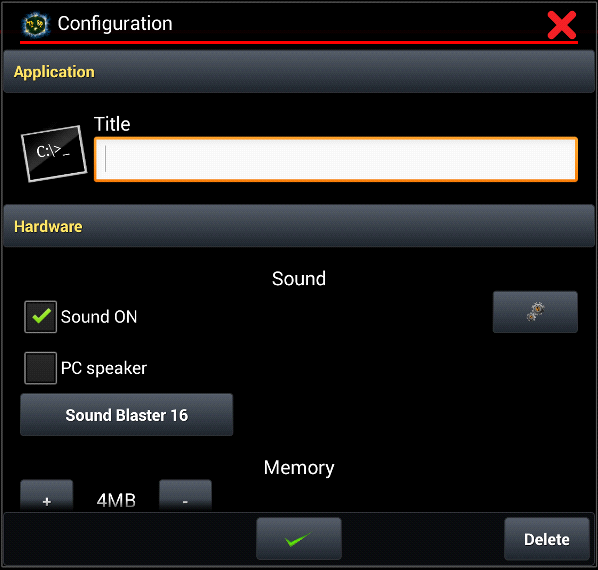 Configuration
Application
Title
C:\>_
Hardware
Sound
Sound ON
PC speaker
Sound Blaster 16
Memory
+ 4MB -
Delete